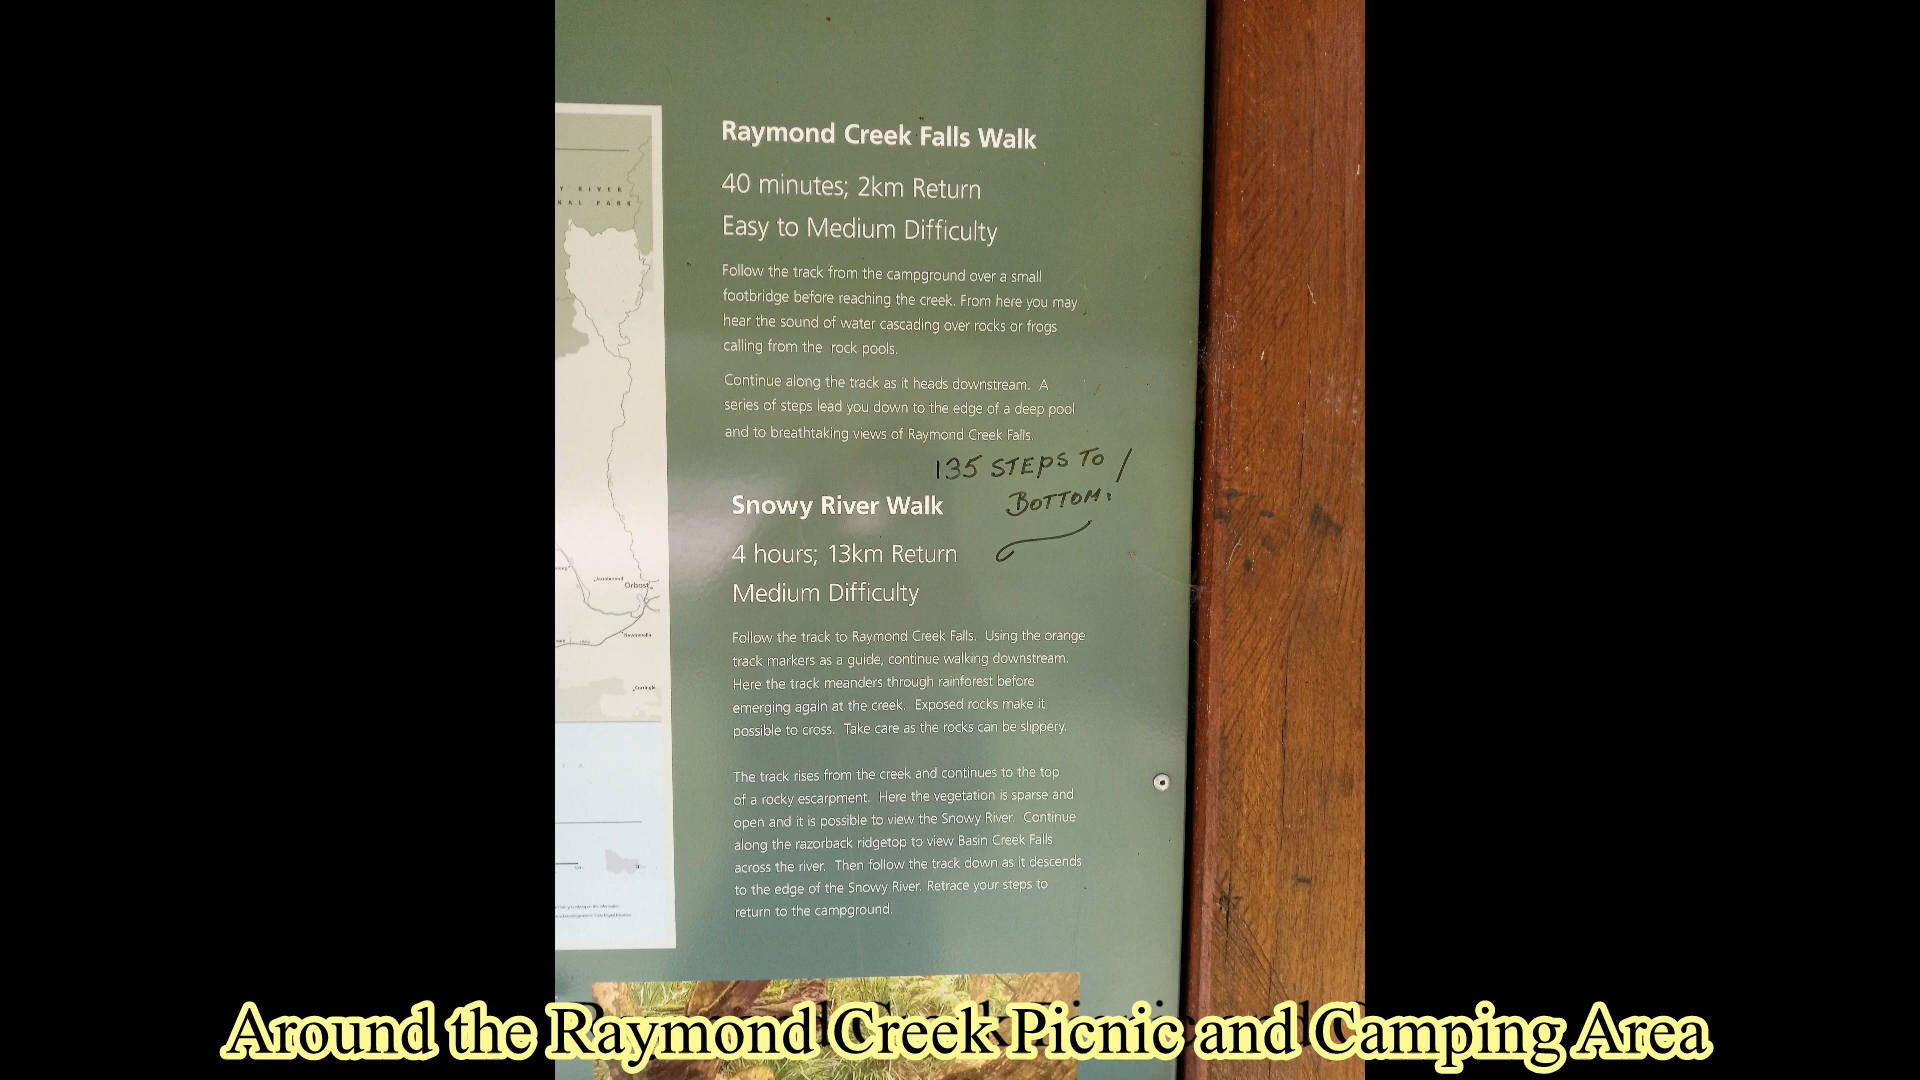 Raymond Creek Falls Walk
40 minutes; 2km Return
Easy to Medium Difficulty
Follow the track from the campground over a small
footbridge before reaching the creek. From here you may
hear the sound of water cascading over rocks or frogs
calling from the rock pools.
Continue along the track as it heads downstream. A
series of steps lead you down to the edge of a deep pool
and to breathtaking views of Raymond Creek Falls.
135 STEPS TO
BOTTOM!
Snowy River Walk
4 hours; 13km Return
Medium Difficulty
Follow the track to Raymond Creek Falls. Using the orange
track markers as a guide, continue walking downstream.
Here the track meanders through rainforest before
emerging again at the creek. Exposed rocks make it
possible to cross. Take care as the rocks can be slippery.
The track rises from the creek and continues to the top
of a rocky escarpment. Here the vegetation is sparse and
open and it is possible to view the Snowy River. Continue
along the razorback ridgetop to view Basin Creek Falls
across the river. Then follow the track down as it descends
to the edge of the Snowy River. Retrace your steps to
return to the campground.
RIVER
PARK
Orbost
Newmerella
Corringle
Around the Raymond Creek Picnic and Camping Area